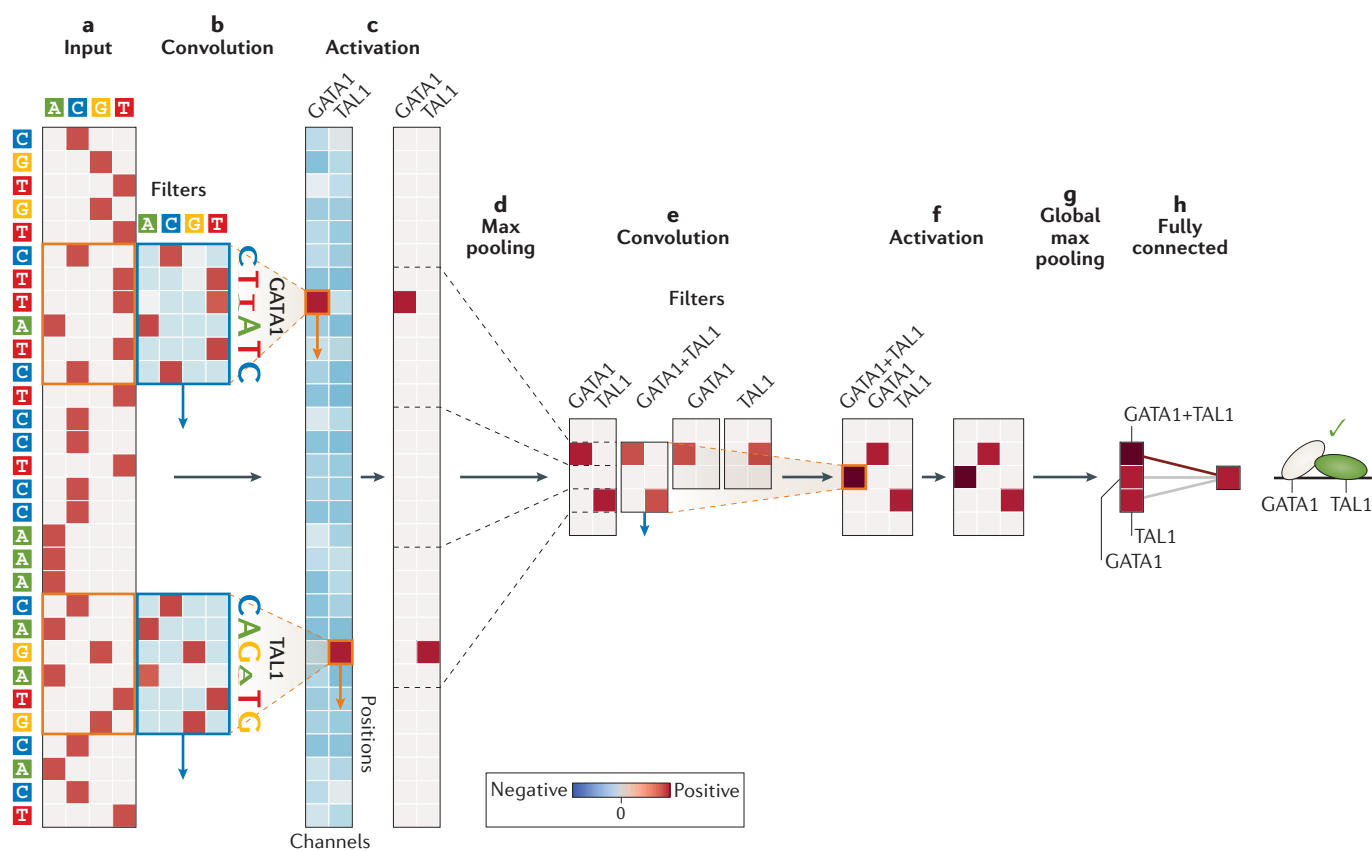 a
Input
b
Convolution
c
Activation
d
Max
pooling
e
Convolution
f
Activation
g
Global
max
pooling
h
Fully
connected
A C G T
C
G
T
G
T
C
T
T
A
T
C
T
C
C
T
C
C
A
A
A
C
A
G
A
T
G
C
A
C
T
Filters
A C G T
CTTATC
GATA1
CAGATG
TAL1
GATA1
TAL1
Positions
Channels
GATA1
TAL1
Filters
GATA1
TAL1
GATA1+TAL1
GATA1
TAL1
GATA1+TAL1
GATA1
TAL1
GATA1+TAL1
TAL1
GATA1
✓
GATA1 TAL1
Negative Positive
0